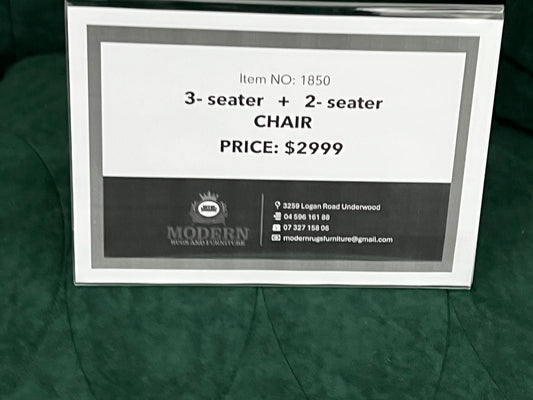 Item NO: 1850
3- seater + 2- seater
CHAIR
PRICE: $2999
MODERN
RUGS AND FURNITURE
3259 Logan Road Underwood
04 596 161 88
07 327 158 06
modernrugsfurniture@gmail.com